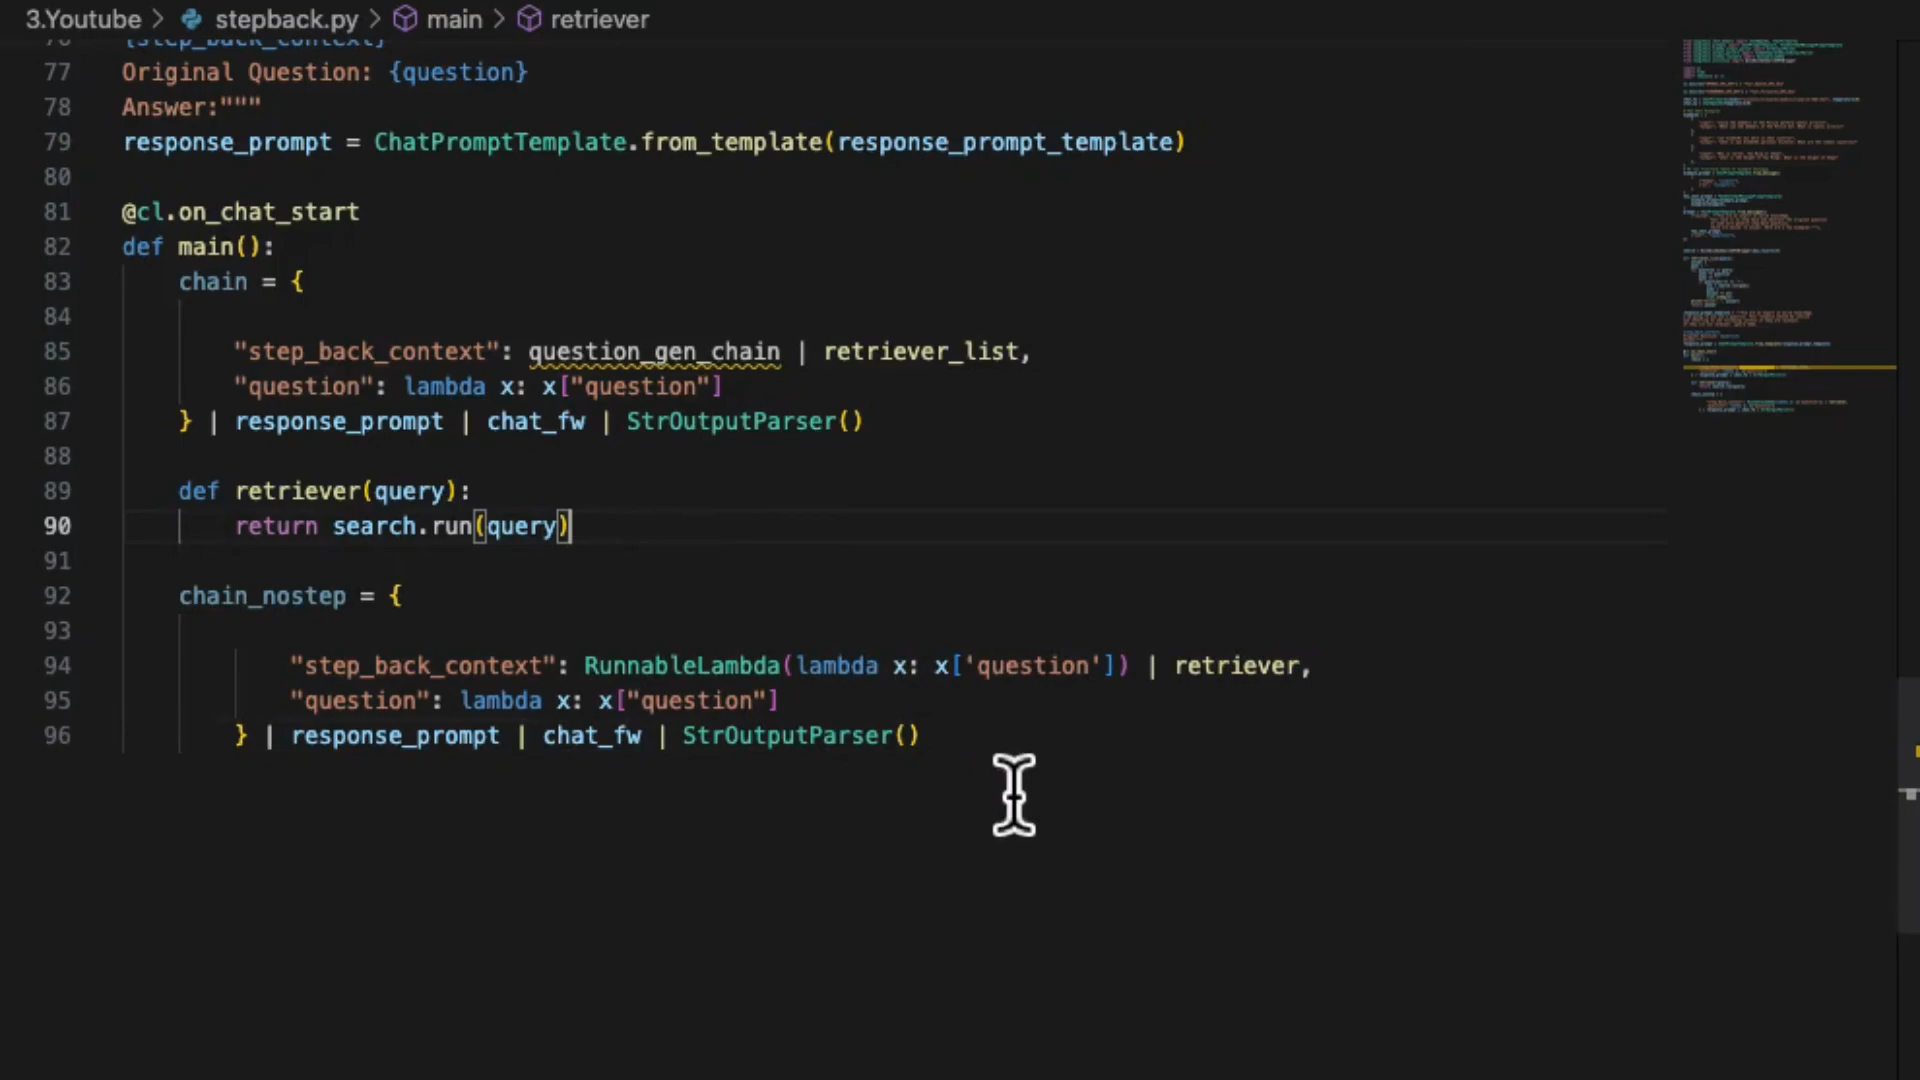 3.Youtube > stepback.py > main > retriever
76 {step_back_context}
77 Original Question: {question}
78 Answer:"""
79 response_prompt = ChatPromptTemplate.from_template(response_prompt_template)
80
81 @cl.on_chat_start
82 def main():
83     chain = {
84
85         "step_back_context": question_gen_chain | retriever_list,
86         "question": lambda x: x["question"]
87     } | response_prompt | chat_fw | StrOutputParser()
88
89     def retriever(query):
90         return search.run(query)
91
92     chain_nostep = {
93
94             "step_back_context": RunnableLambda(lambda x: x['question']) | retriever,
95             "question": lambda x: x["question"]
96         } | response_prompt | chat_fw | StrOutputParser()